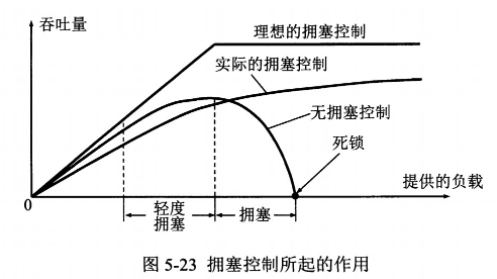 吞吐量
理想的拥塞控制
实际的拥塞控制
无拥塞控制
死锁
提供的负载
0
轻度
拥塞
拥塞
图 5-23 拥塞控制所起的作用